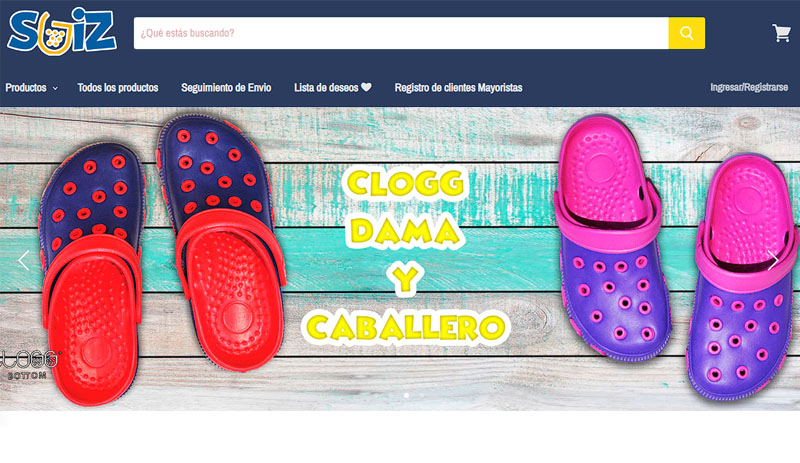 SUIZ
¿Qué estás buscando?
Productos
Todos los productos
Seguimiento de Envio
Lista de deseos
Registro de clientes Mayoristas
Ingresar/Registrarse
CLOGG
DAMA
Y
CABALLERO
LOGG
BOTTOM